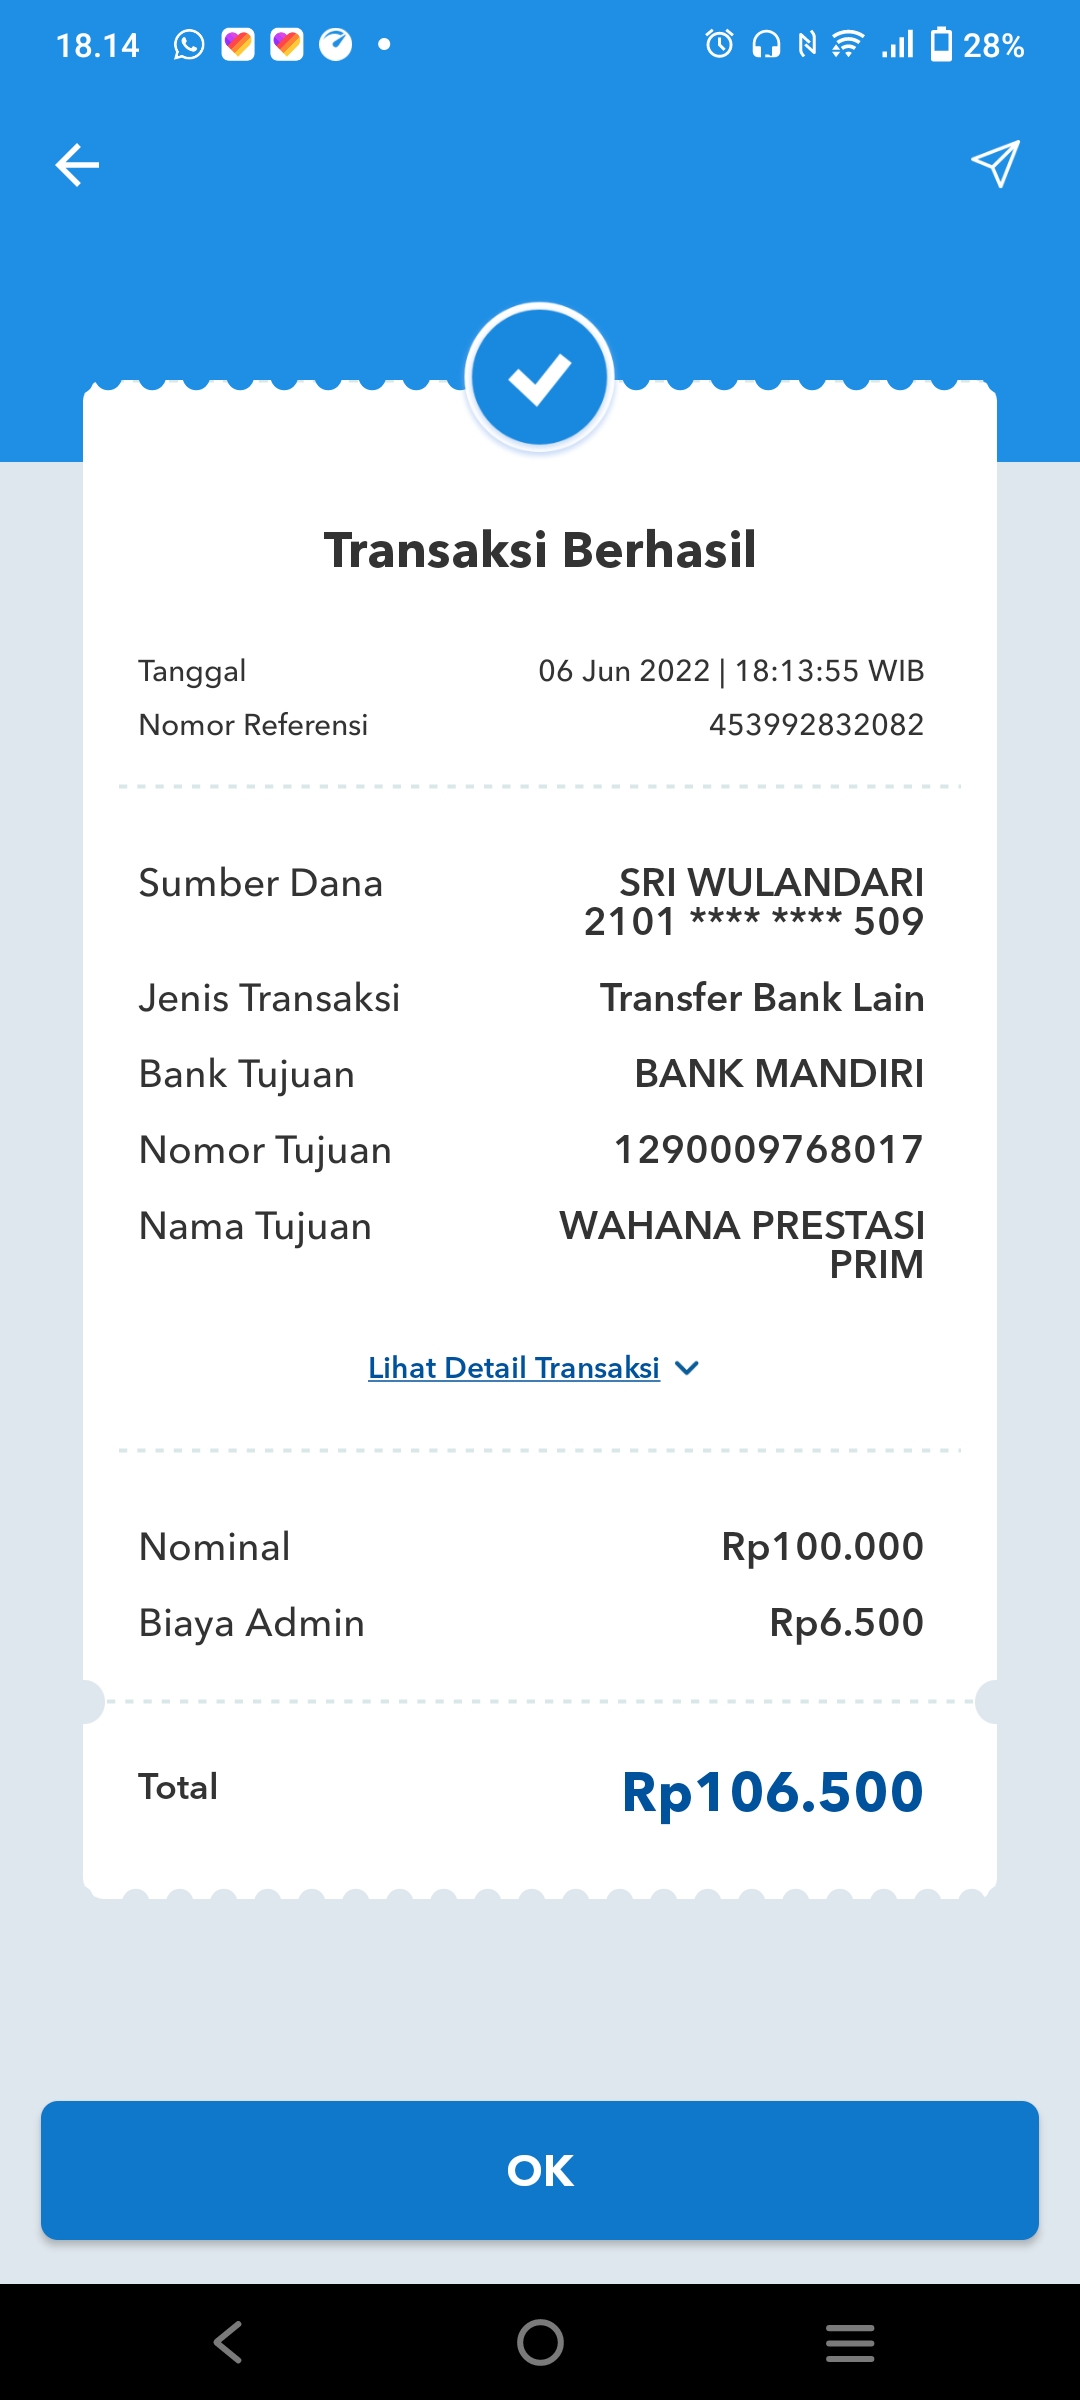 18.14
28%
Transaksi Berhasil
Tanggal 06 Jun 2022 | 18:13:55 WIB
Nomor Referensi 453992832082
Sumber Dana SRI WULANDARI
2101 **** **** 509
Jenis Transaksi Transfer Bank Lain
Bank Tujuan BANK MANDIRI
Nomor Tujuan 1290009768017
Nama Tujuan WAHANA PRESTASI
PRIM
Lihat Detail Transaksi
Nominal Rp100.000
Biaya Admin Rp6.500
Total Rp106.500
OK